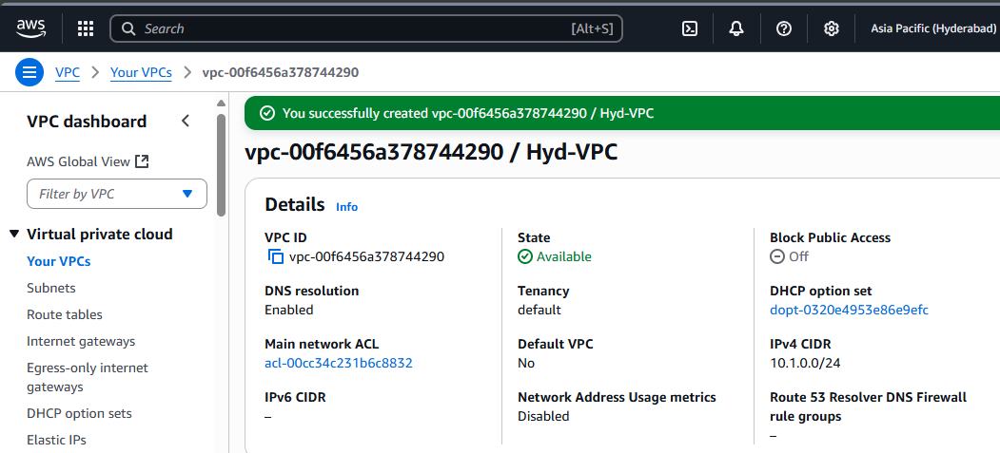 aws
Search [Alt+S]
Asia Pacific (Hyderabad)
VPC > Your VPCs > vpc-00f6456a378744290
VPC dashboard
AWS Global View
Filter by VPC
Virtual private cloud
Your VPCs
Subnets
Route tables
Internet gateways
Egress-only internet
gateways
DHCP option sets
Elastic IPs
You successfully created vpc-00f6456a378744290 / Hyd-VPC
vpc-00f6456a378744290 / Hyd-VPC
Details Info
VPC ID
vpc-00f6456a378744290
DNS resolution
Enabled
Main network ACL
acl-00cc34c231b6c8832
IPv6 CIDR
–
State
Available
Tenancy
default
Default VPC
No
Network Address Usage metrics
Disabled
Block Public Access
Off
DHCP option set
dopt-0320e4953e86e9efc
IPv4 CIDR
10.1.0.0/24
Route 53 Resolver DNS Firewall
rule groups
–